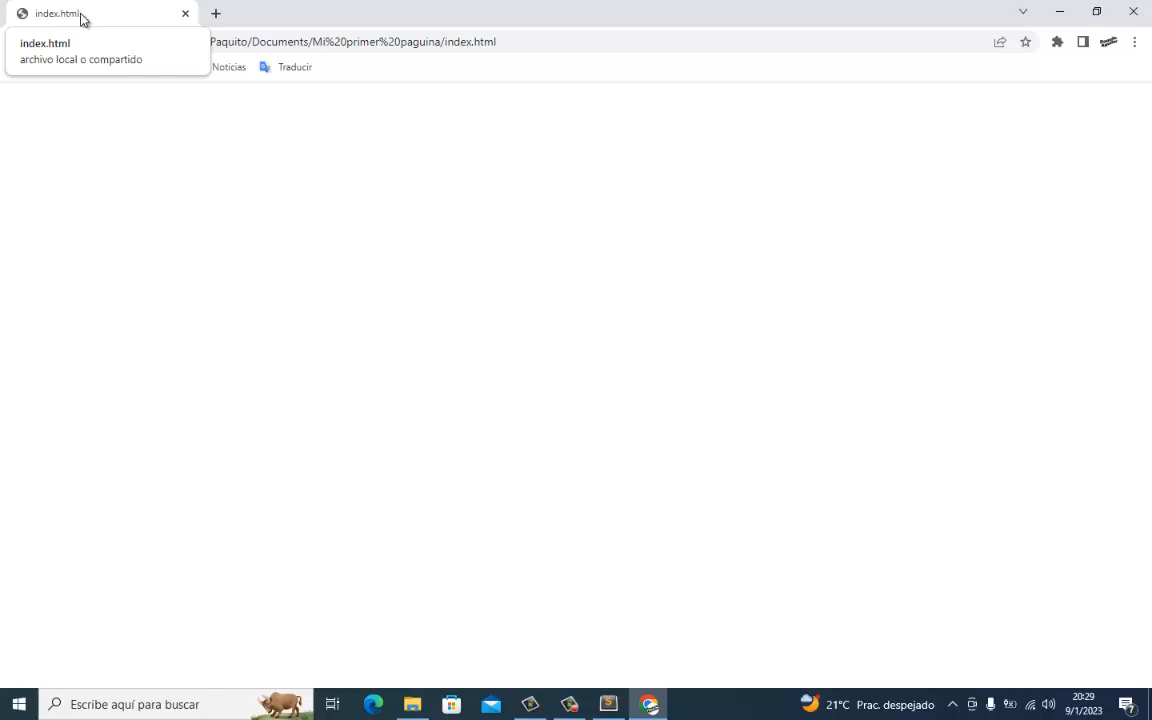 index.html
index.html
archivo local o compartido
Paquito/Documents/Mi%20primer%20paguina/index.html
Noticias
Traducir
Escribe aquí para buscar
21°C Prac. despejado
20:29
9/1/2023
7